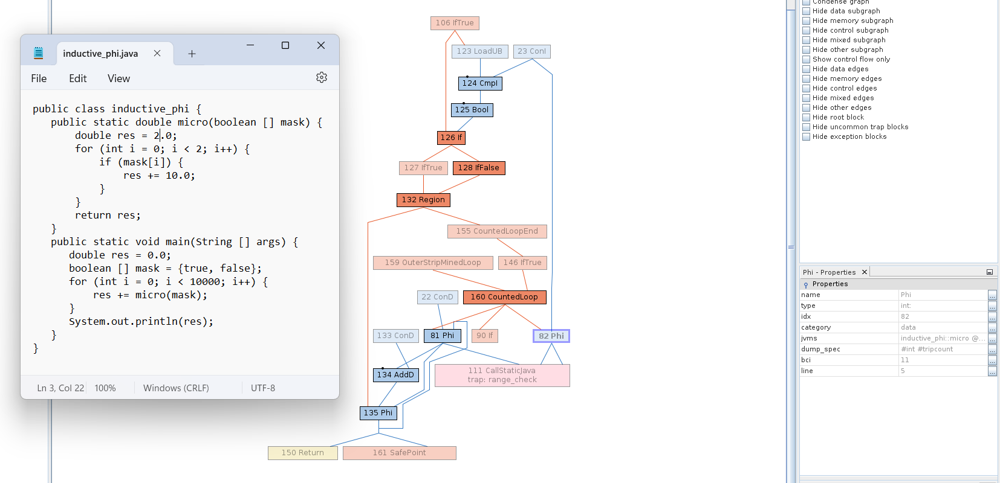 inductive_phi.java
File Edit View
public class inductive_phi {
public static double micro(boolean [] mask) {
double res = 2.0;
for (int i = 0; i < 2; i++) {
if (mask[i]) {
res += 10.0;
}
}
return res;
}
public static void main(String [] args) {
double res = 0.0;
boolean [] mask = {true, false};
for (int i = 0; i < 10000; i++) {
res += micro(mask);
}
System.out.println(res);
}
}
Ln 3, Col 22 100% Windows (CRLF) UTF-8
106 IfTrue
123 LoadUB
23 ConI
124 CmpI
125 Bool
126 If
127 IfTrue
128 IfFalse
132 Region
155 CountedLoopEnd
159 OuterStripMinedLoop
146 IfTrue
22 ConD
160 CountedLoop
133 ConD
81 Phi
90 If
82 Phi
134 AddD
111 CallStaticJava
trap: range_check
135 Phi
150 Return
161 SafePoint
Condense graph
Hide data subgraph
Hide memory subgraph
Hide control subgraph
Hide mixed subgraph
Hide other subgraph
Show control flow only
Hide data edges
Hide memory edges
Hide control edges
Hide mixed edges
Hide other edges
Hide root block
Hide uncommon trap blocks
Hide exception blocks
Phi - Properties
Properties
name Phi ...
type int: ...
idx 82 ...
category data ...
jvms inductive_phi::micro @... ...
dump_spec #int #tripcount ...
bci 11 ...
line 5 ...